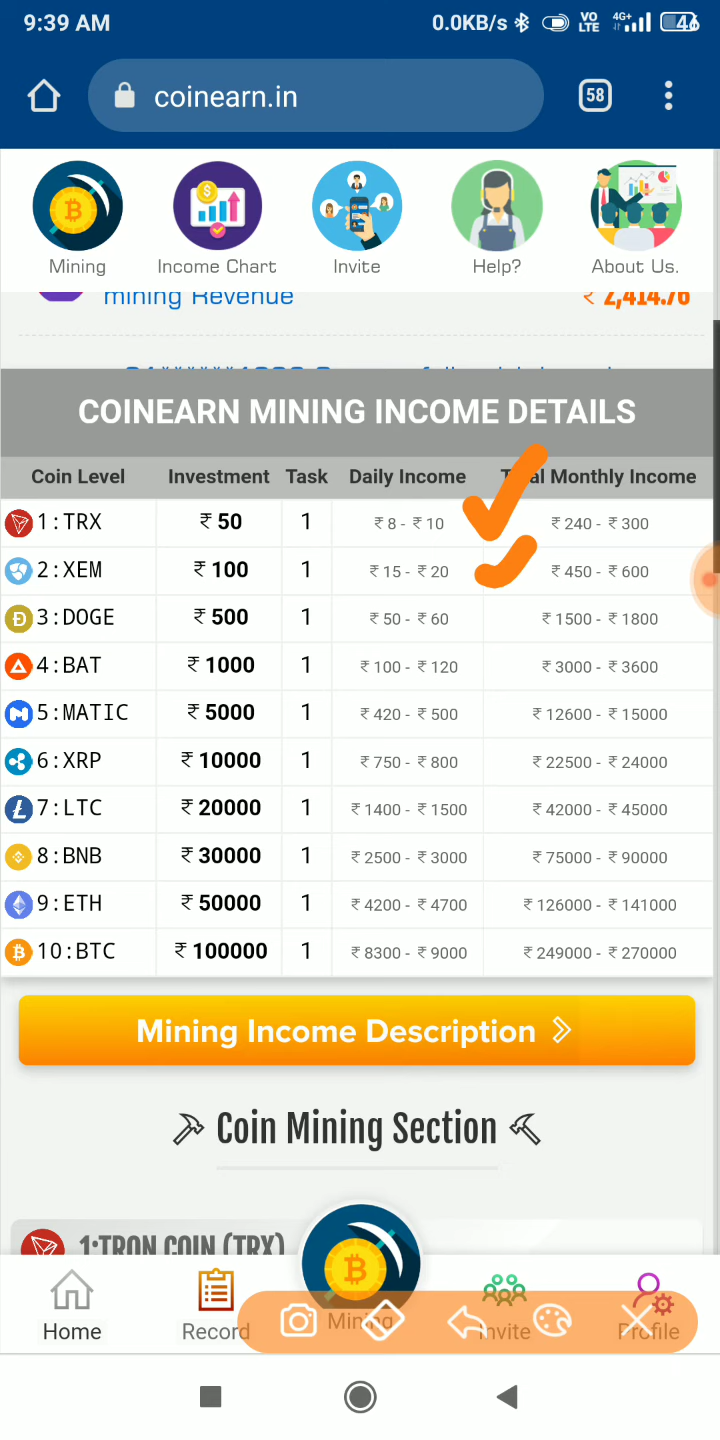 9:39 AM 0.0KB/s VO LTE 4G+ 46
coinearn.in 58
Mining Income Chart Invite Help? About Us.
mining Revenue ₹ 2,414.76
COINEARN MINING INCOME DETAILS
Coin Level Investment Task Daily Income Monthly Income
1:TRX ₹ 50 1 ₹ 8 - ₹ 10 ₹ 240 - ₹ 300
2:XEM ₹ 100 1 ₹ 15 - ₹ 20 ₹ 450 - ₹ 600
3:DOGE ₹ 500 1 ₹ 50 - ₹ 60 ₹ 1500 - ₹ 1800
4:BAT ₹ 1000 1 ₹ 100 - ₹ 120 ₹ 3000 - ₹ 3600
5:MATIC ₹ 5000 1 ₹ 420 - ₹ 500 ₹ 12600 - ₹ 15000
6:XRP ₹ 10000 1 ₹ 750 - ₹ 800 ₹ 22500 - ₹ 24000
7:LTC ₹ 20000 1 ₹ 1400 - ₹ 1500 ₹ 42000 - ₹ 45000
8:BNB ₹ 30000 1 ₹ 2500 - ₹ 3000 ₹ 75000 - ₹ 90000
9:ETH ₹ 50000 1 ₹ 4200 - ₹ 4700 ₹ 126000 - ₹ 141000
10:BTC ₹ 100000 1 ₹ 8300 - ₹ 9000 ₹ 249000 - ₹ 270000
Mining Income Description
Coin Mining Section
1:TRON COIN (TRX)
Home Record Mining Invite Profile